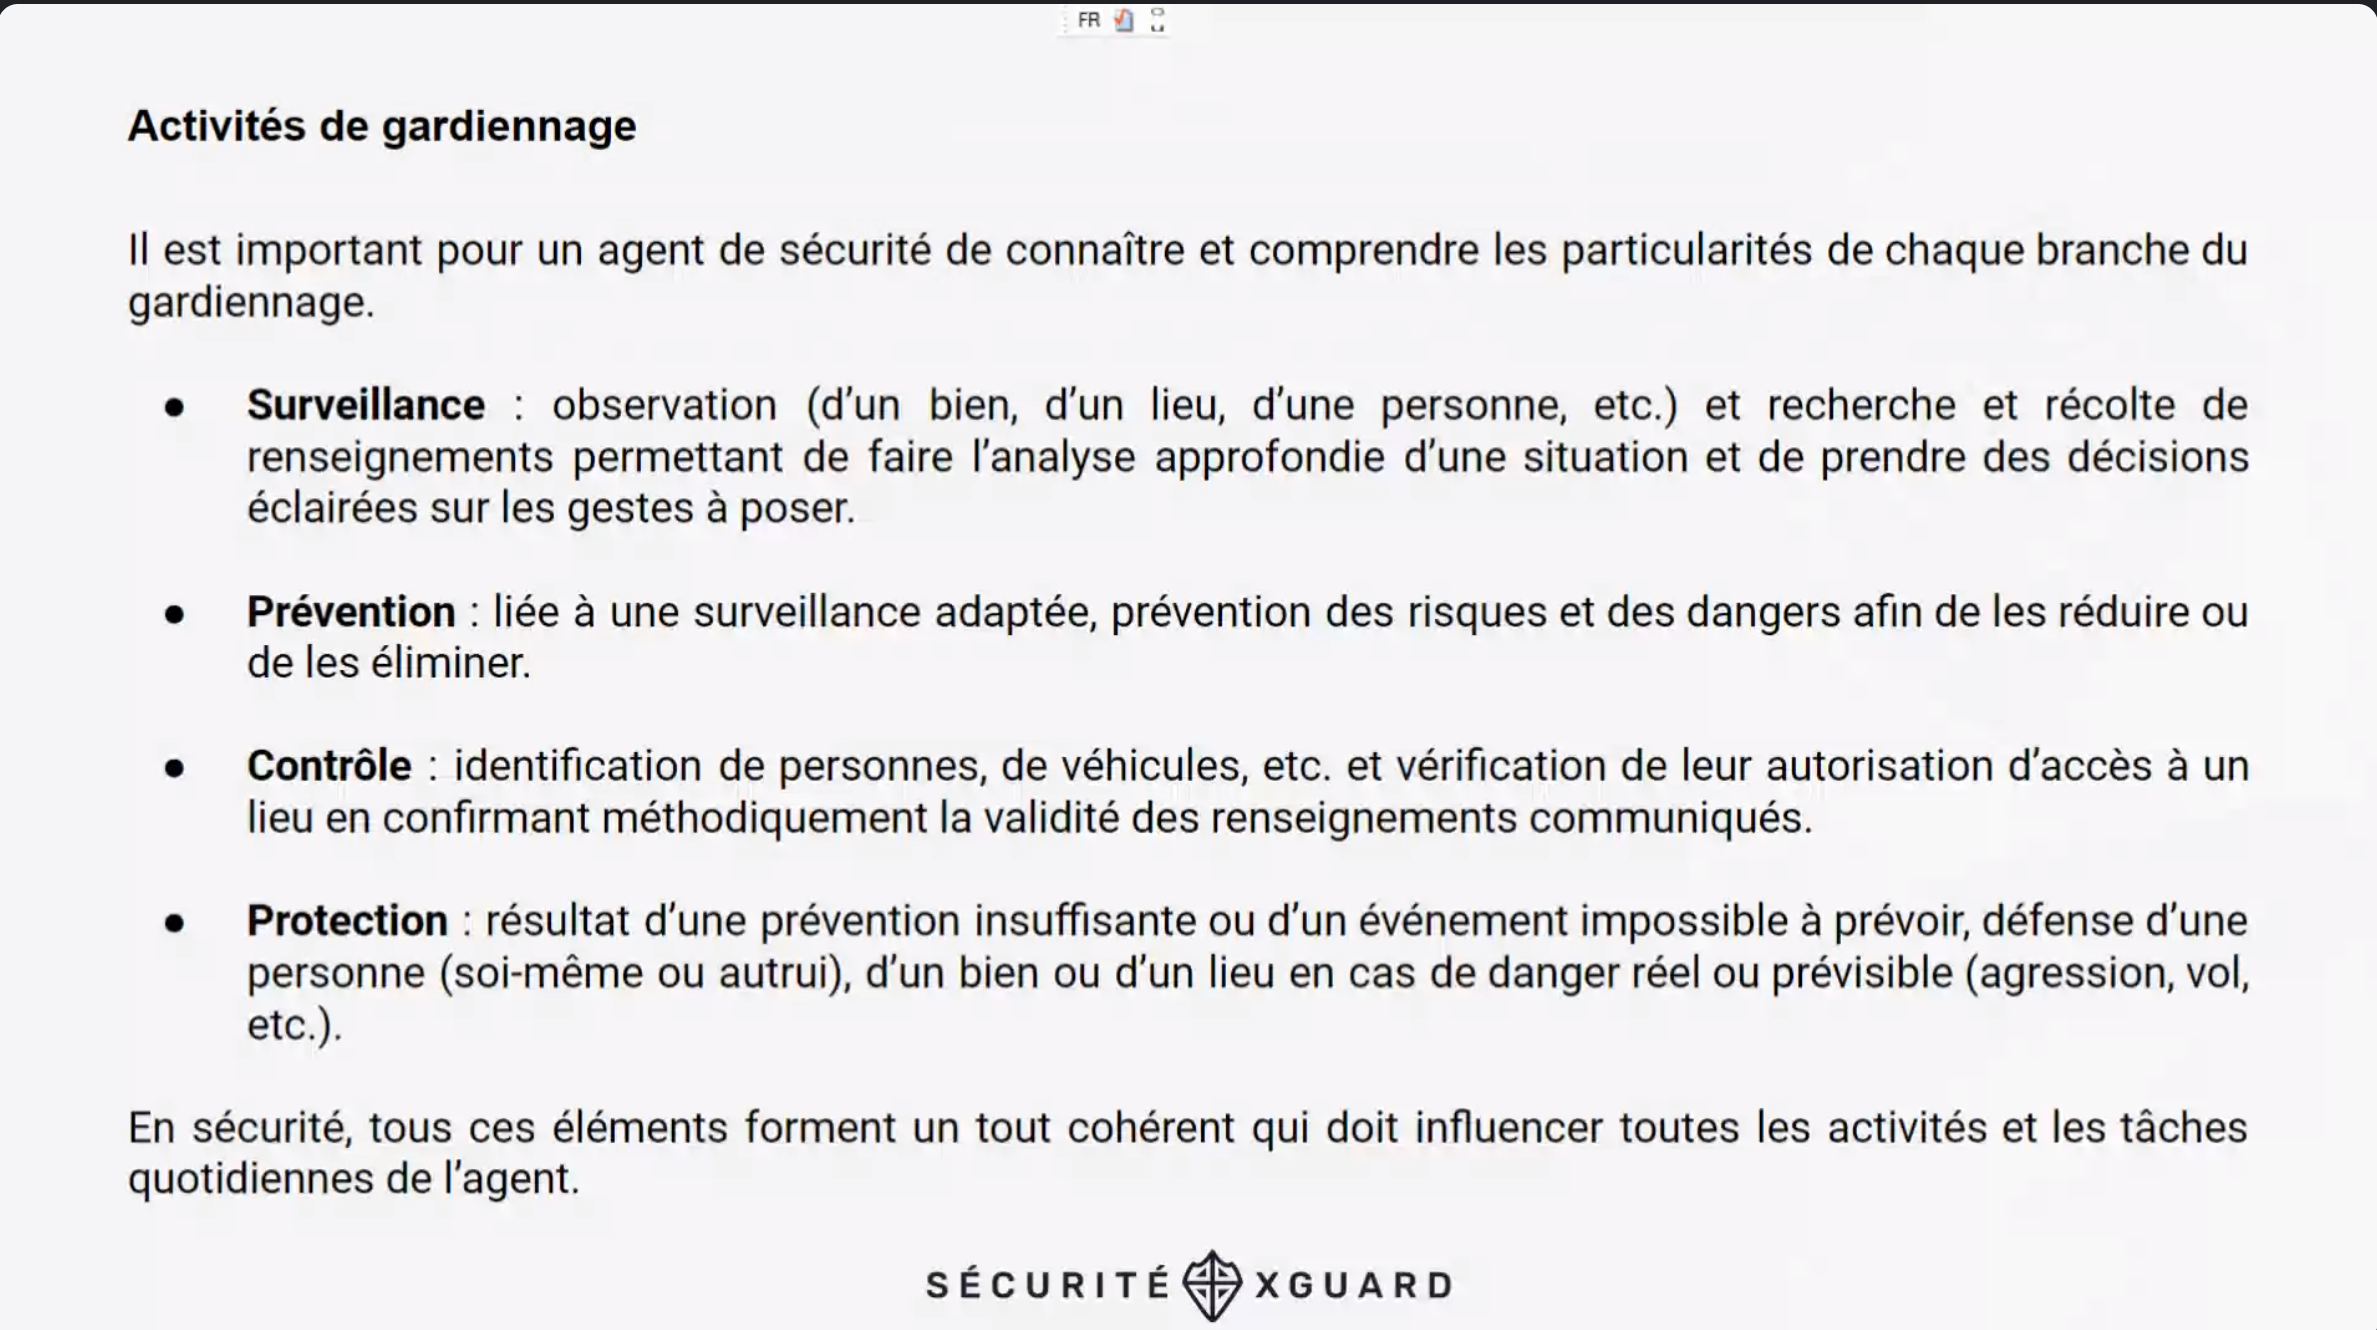 FR
Activités de gardiennage
Il est important pour un agent de sécurité de connaître et comprendre les particularités de chaque branche du
gardiennage.
● Surveillance : observation (d’un bien, d’un lieu, d’une personne, etc.) et recherche et récolte de
renseignements permettant de faire l’analyse approfondie d’une situation et de prendre des décisions
éclairées sur les gestes à poser.
● Prévention : liée à une surveillance adaptée, prévention des risques et des dangers afin de les réduire ou
de les éliminer.
● Contrôle : identification de personnes, de véhicules, etc. et vérification de leur autorisation d’accès à un
lieu en confirmant méthodiquement la validité des renseignements communiqués.
● Protection : résultat d’une prévention insuffisante ou d’un événement impossible à prévoir, défense d’une
personne (soi-même ou autrui), d’un bien ou d’un lieu en cas de danger réel ou prévisible (agression, vol,
etc.).
En sécurité, tous ces éléments forment un tout cohérent qui doit influencer toutes les activités et les tâches
quotidiennes de l’agent.
SÉCURITÉ XGUARD